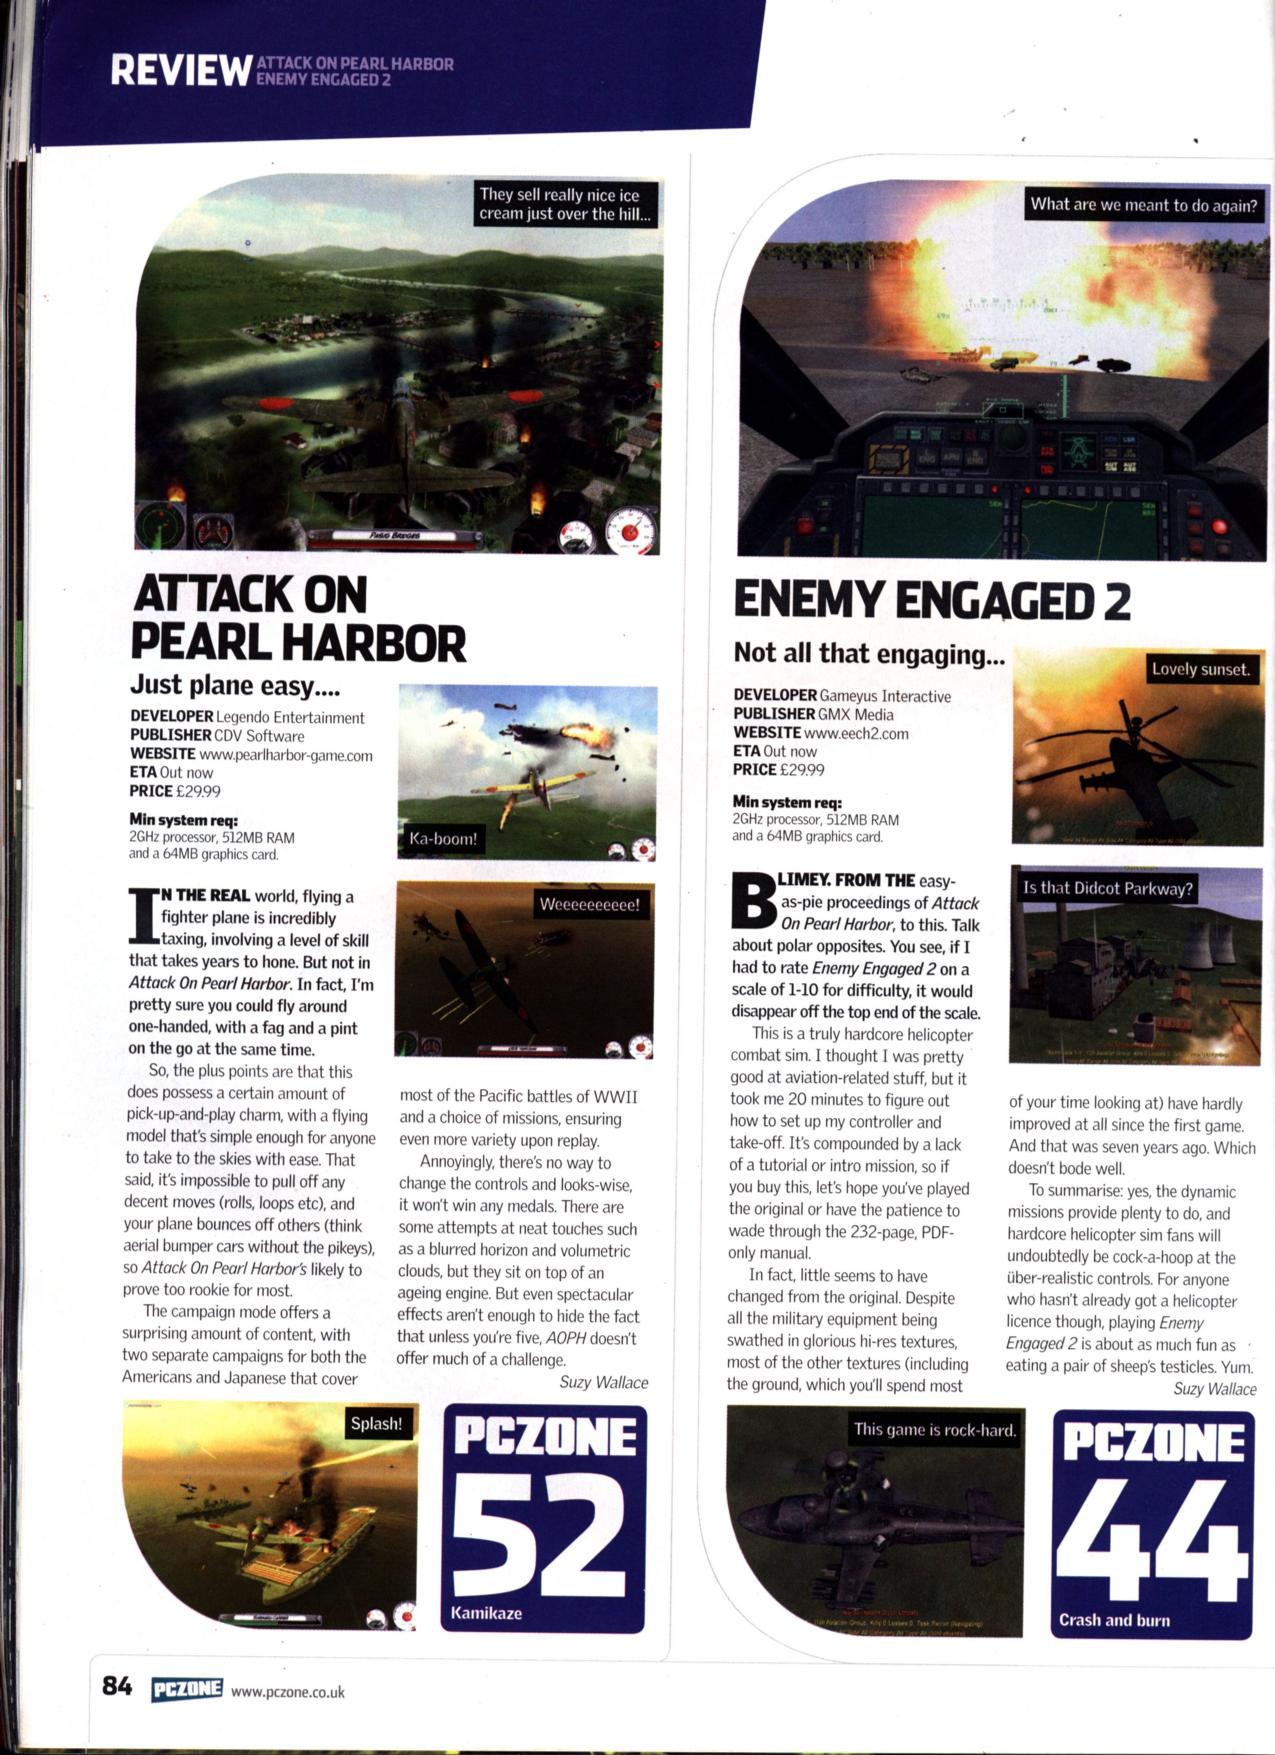 REVIEW ATTACK ON PEARL HARBOR
ENEMY ENGAGED 2
They sell really nice ice
cream just over the hill...
PASIG BRIDGES
ATTACK ON
PEARL HARBOR
Just plane easy....
DEVELOPER Legendo Entertainment
PUBLISHER CDV Software
WEBSITE www.pearlharbor-game.com
ETA Out now
PRICE £29.99
Min system req:
2GHz processor, 512MB RAM
and a 64MB graphics card.
Ka-boom!
Weeeeeeeeee!
IN THE REAL world, flying a
fighter plane is incredibly
taxing, involving a level of skill
that takes years to hone. But not in
Attack On Pearl Harbor. In fact, I'm
pretty sure you could fly around
one-handed, with a fag and a pint
on the go at the same time.
So, the plus points are that this
does possess a certain amount of
pick-up-and-play charm, with a flying
model that's simple enough for anyone
to take to the skies with ease. That
said, it's impossible to pull off any
decent moves (rolls, loops etc), and
your plane bounces off others (think
aerial bumper cars without the pikeys),
so Attack On Pearl Harbor's likely to
prove too rookie for most.
The campaign mode offers a
surprising amount of content, with
two separate campaigns for both the
Americans and Japanese that cover
most of the Pacific battles of WWII
and a choice of missions, ensuring
even more variety upon replay.
Annoyingly, there's no way to
change the controls and looks-wise,
it won't win any medals. There are
some attempts at neat touches such
as a blurred horizon and volumetric
clouds, but they sit on top of an
ageing engine. But even spectacular
effects aren't enough to hide the fact
that unless you're five, AOPH doesn't
offer much of a challenge.
Suzy Wallace
Splash!
PCZONE
52
Kamikaze
What are we meant to do again?
ENEMY ENGAGED 2
Not all that engaging...
DEVELOPER Gameyus Interactive
PUBLISHER GMX Media
WEBSITE www.eech2.com
ETA Out now
PRICE £29.99
Min system req:
2GHz processor, 512MB RAM
and a 64MB graphics card.
Lovely sunset.
Is that Didcot Parkway?
BLIMEY. FROM THE easy-
as-pie proceedings of Attack
On Pearl Harbor, to this. Talk
about polar opposites. You see, if I
had to rate Enemy Engaged 2 on a
scale of 1-10 for difficulty, it would
disappear off the top end of the scale.
This is a truly hardcore helicopter
combat sim. I thought I was pretty
good at aviation-related stuff, but it
took me 20 minutes to figure out
how to set up my controller and
take-off. It's compounded by a lack
of a tutorial or intro mission, so if
you buy this, let's hope you've played
the original or have the patience to
wade through the 232-page, PDF-
only manual.
In fact, little seems to have
changed from the original. Despite
all the military equipment being
swathed in glorious hi-res textures,
most of the other textures (including
the ground, which you'll spend most
of your time looking at) have hardly
improved at all since the first game.
And that was seven years ago. Which
doesn't bode well.
To summarise: yes, the dynamic
missions provide plenty to do, and
hardcore helicopter sim fans will
undoubtedly be cock-a-hoop at the
über-realistic controls. For anyone
who hasn't already got a helicopter
licence though, playing Enemy
Engaged 2 is about as much fun as
eating a pair of sheep's testicles. Yum.
Suzy Wallace
This game is rock-hard.
PCZONE
44
Crash and burn
84 PCZONE www.pczone.co.uk